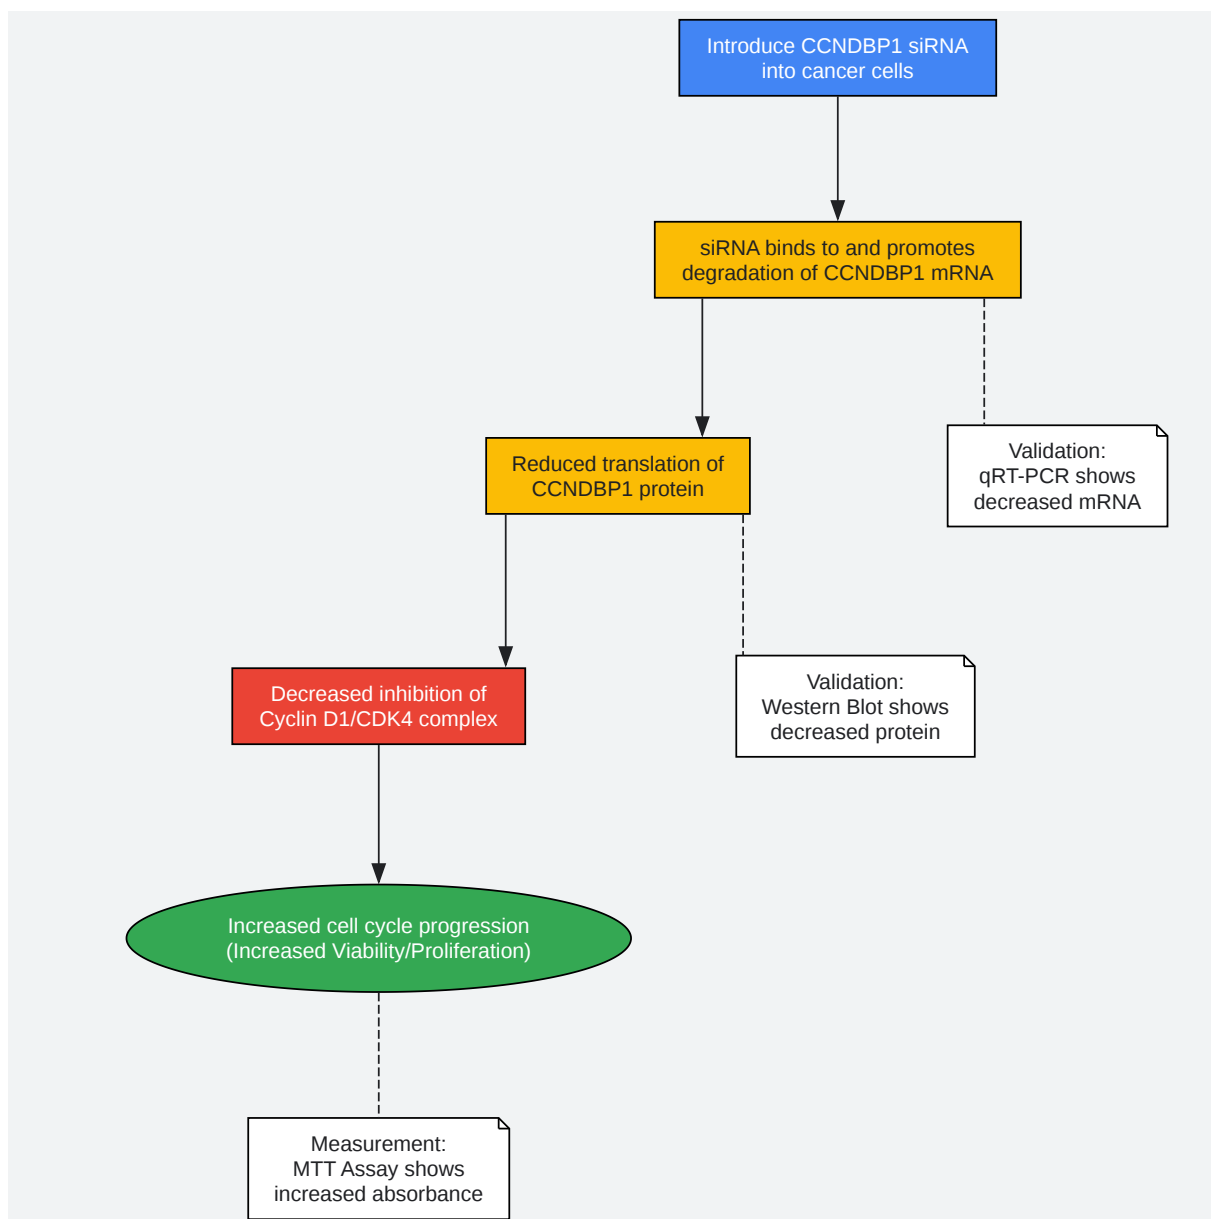 Introduce CCNDBP1 siRNA
into cancer cells
siRNA binds to and promotes
degradation of CCNDBP1 mRNA
Validation:
qRT-PCR shows
decreased mRNA
Reduced translation of
CCNDBP1 protein
Validation:
Western Blot shows
decreased protein
Decreased inhibition of
Cyclin D1/CDK4 complex
Increased cell cycle progression
(Increased Viability/Proliferation)
Measurement:
MTT Assay shows
increased absorbance